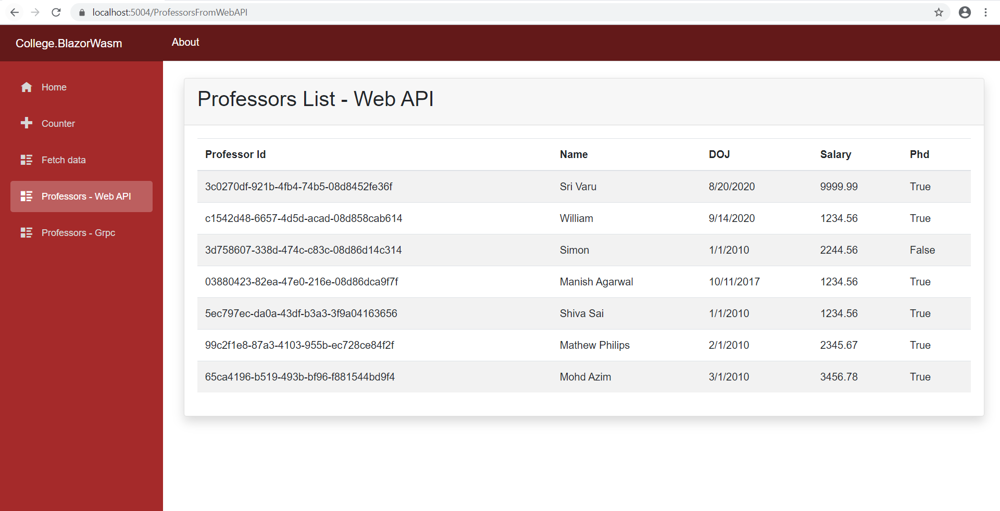 localhost:5004/ProfessorsFromWebAPI
College.BlazorWasm
About
Home
Counter
Fetch data
Professors - Web API
Professors - Grpc
Professors List - Web API
Professor Id Name DOJ Salary Phd
3c0270df-921b-4fb4-74b5-08d8452fe36f Sri Varu 8/20/2020 9999.99 True
c1542d48-6657-4d5d-acad-08d858cab614 William 9/14/2020 1234.56 True
3d758607-338d-474c-c83c-08d86d14c314 Simon 1/1/2010 2244.56 False
03880423-82ea-47e0-216e-08d86dca9f7f Manish Agarwal 10/11/2017 1234.56 True
5ec797ec-da0a-43df-b3a3-3f9a04163656 Shiva Sai 1/1/2010 1234.56 True
99c2f1e8-87a3-4103-955b-ec728ce84f2f Mathew Philips 2/1/2010 2345.67 True
65ca4196-b519-493b-bf96-f881544bd9f4 Mohd Azim 3/1/2010 3456.78 True